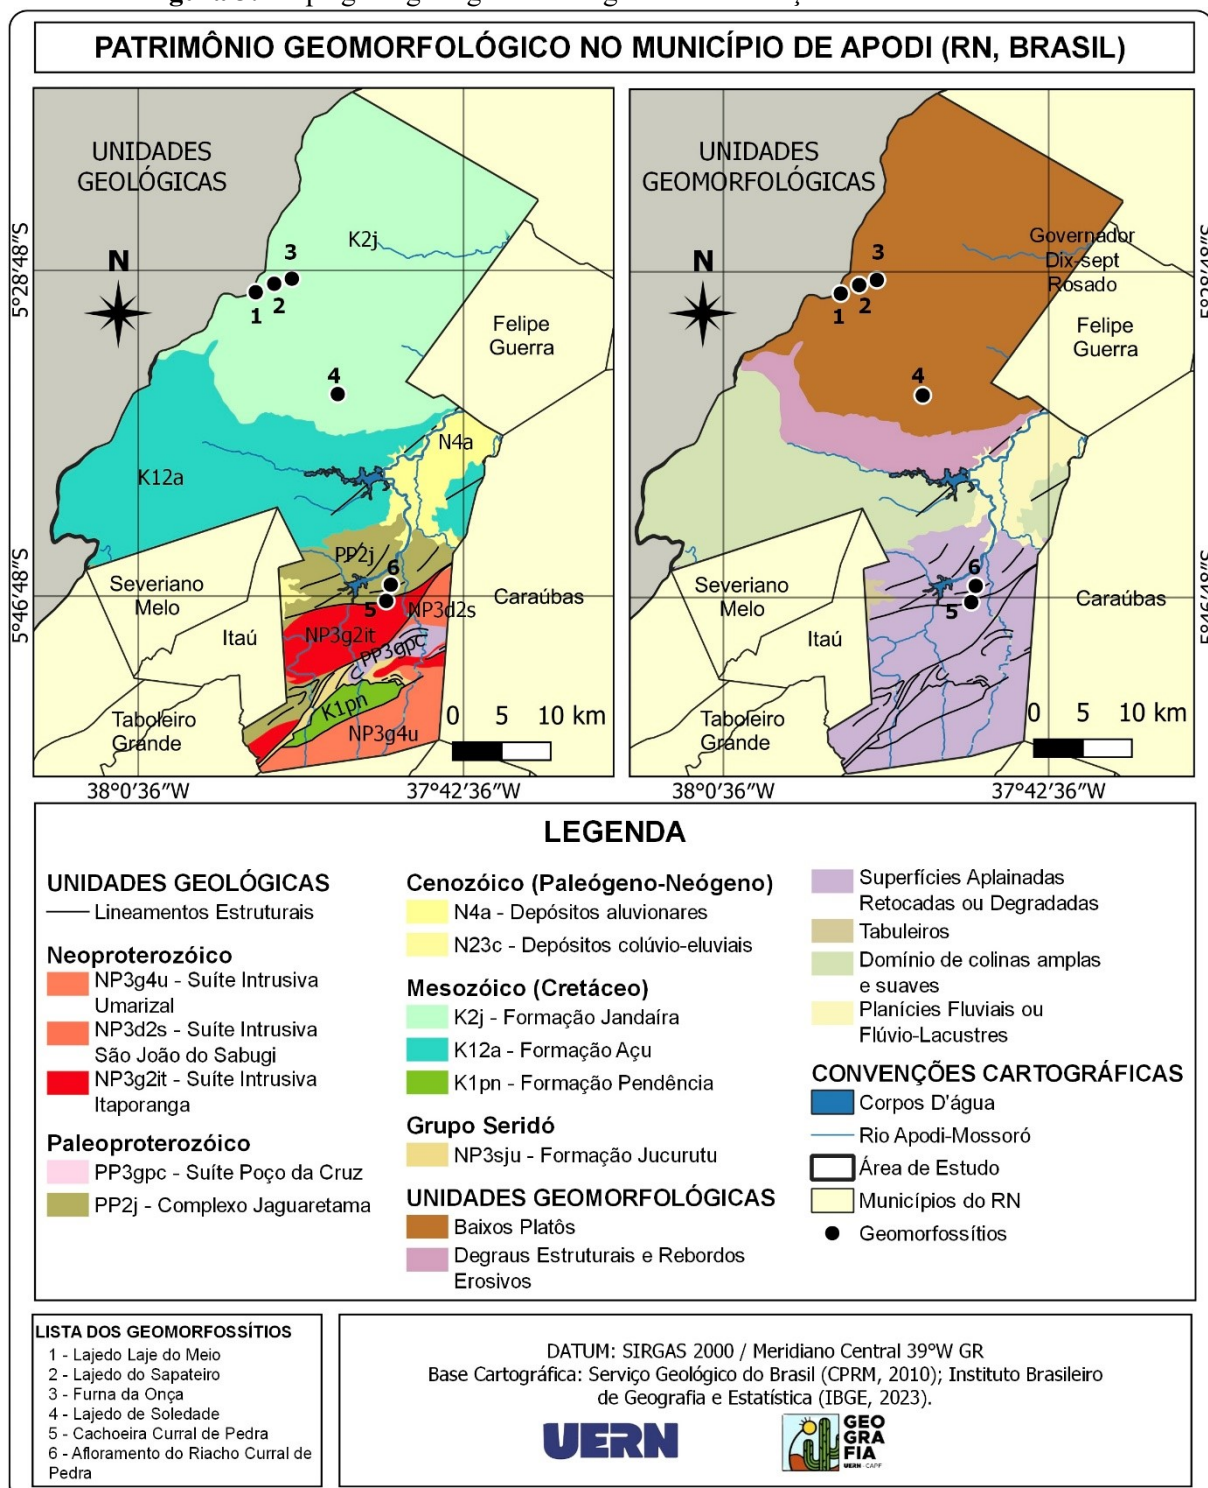 PATRIMÔNIO GEOMORFOLÓGICO NO MUNICÍPIO DE APODI (RN, BRASIL)
UNIDADES
GEOLÓGICAS
N
5°28′48″S
5°46′48″S
K2j
3
2
1
4
Felipe
Guerra
N4a
K12a
PP2j
6
5
NP3d2s
NP3g2it
PP3gpc
K1pn
NP3g4u
Severiano
Melo
Itaú
Caraúbas
Taboleiro
Grande
0 5 10 km
38°0′36″W
37°42′36″W
UNIDADES
GEOMORFOLÓGICAS
N
Governador
Dix-sept
Rosado
5°28′48″S
5°46′48″S
3
2
1
4
Felipe
Guerra
6
5
Severiano
Melo
Itaú
Caraúbas
Taboleiro
Grande
0 5 10 km
38°0′36″W
37°42′36″W
LEGENDA
UNIDADES GEOLÓGICAS
Lineamentos Estruturais
Neoproterozóico
NP3g4u - Suíte Intrusiva
Umarizal
NP3d2s - Suíte Intrusiva
São João do Sabugi
NP3g2it - Suíte Intrusiva
Itaporanga
Paleoproterozóico
PP3gpc - Suíte Poço da Cruz
PP2j - Complexo Jaguaretama
Cenozóico (Paleógeno-Neógeno)
N4a - Depósitos aluvionares
N23c - Depósitos colúvio-eluviais
Mesozóico (Cretáceo)
K2j - Formação Jandaíra
K12a - Formação Açu
K1pn - Formação Pendência
Grupo Seridó
NP3sju - Formação Jucurutu
UNIDADES GEOMORFOLÓGICAS
Baixos Platôs
Degraus Estruturais e Rebordos
Erosivos
Superfícies Aplainadas
Retocadas ou Degradadas
Tabuleiros
Domínio de colinas amplas
e suaves
Planícies Fluviais ou
Flúvio-Lacustres
CONVENÇÕES CARTOGRÁFICAS
Corpos D'água
Rio Apodi-Mossoró
Área de Estudo
Municípios do RN
Geomorfossítios
LISTA DOS GEOMORFOSSÍTIOS
1 - Lajedo Laje do Meio
2 - Lajedo do Sapateiro
3 - Furna da Onça
4 - Lajedo de Soledade
5 - Cachoeira Curral de Pedra
6 - Afloramento do Riacho Curral de
Pedra
DATUM: SIRGAS 2000 / Meridiano Central 39°W GR
Base Cartográfica: Serviço Geológico do Brasil (CPRM, 2010); Instituto Brasileiro
de Geografia e Estatística (IBGE, 2023).
UERN
GEO
GRA
FIA
UERN - CAPF